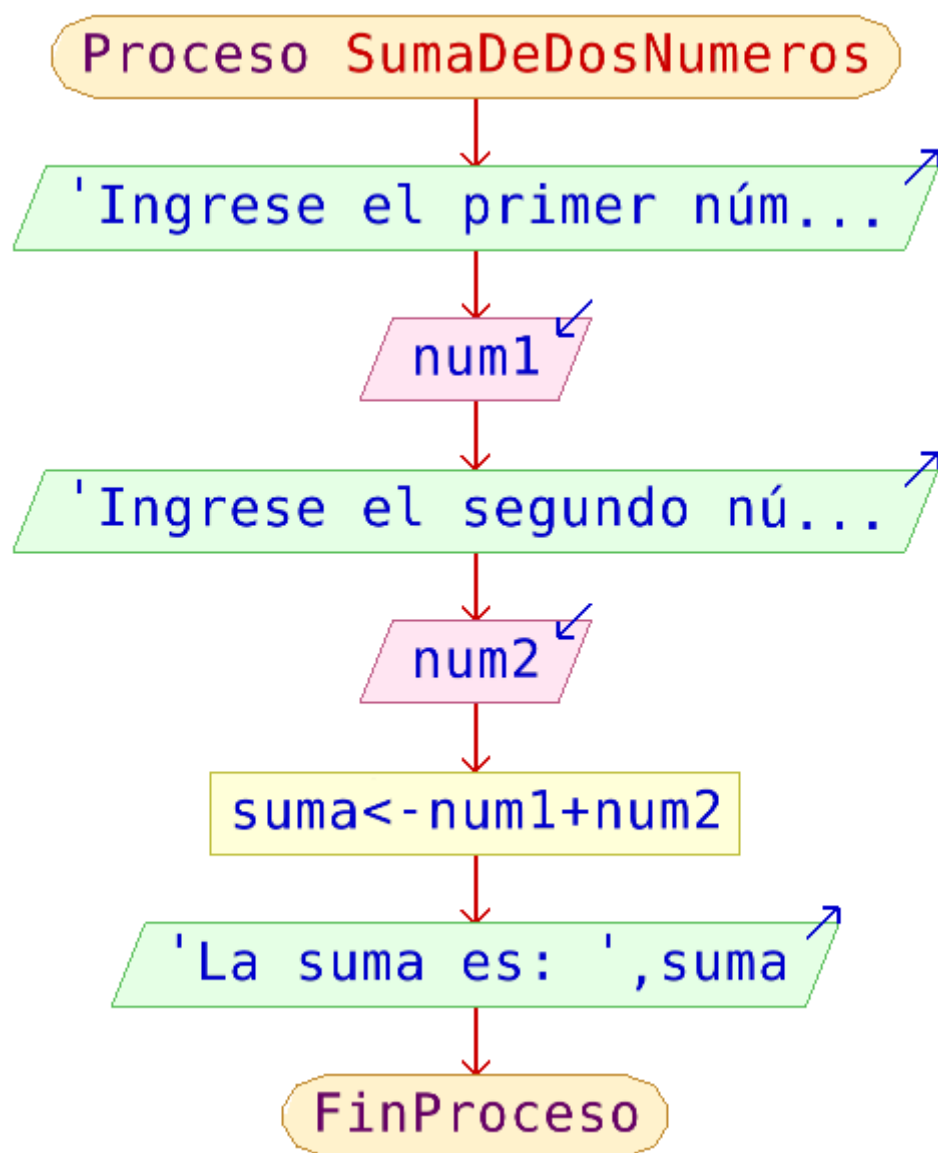 Proceso SumaDeDosNumeros
'Ingrese el primer núm...
num1
'Ingrese el segundo nú...
num2
suma<-num1+num2
'La suma es: ',suma
FinProceso